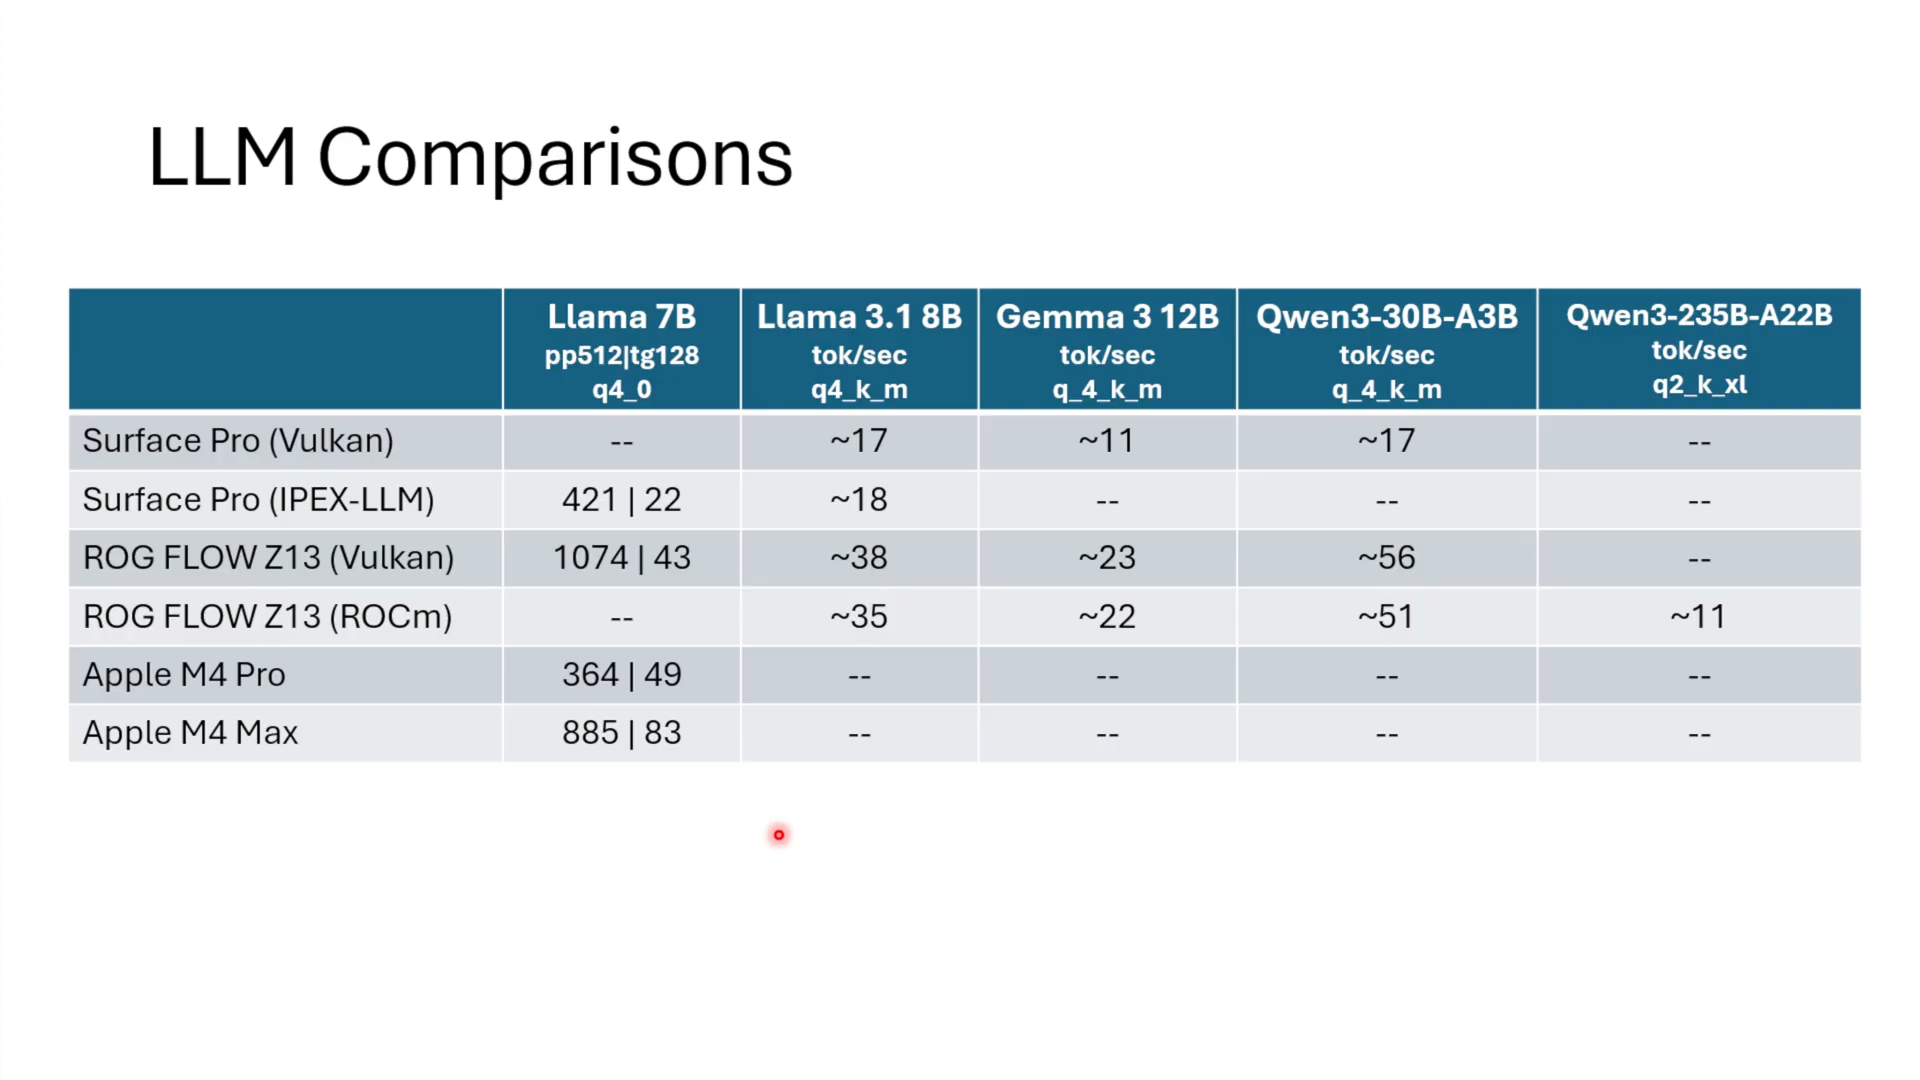 LLM Comparisons
Llama 7B
pp512|tg128
q4_0
Llama 3.1 8B
tok/sec
q4_k_m
Gemma 3 12B
tok/sec
q_4_k_m
Qwen3-30B-A3B
tok/sec
q_4_k_m
Qwen3-235B-A22B
tok/sec
q2_k_xl
Surface Pro (Vulkan) -- ~17 ~11 ~17 --
Surface Pro (IPEX-LLM) 421 | 22 ~18 -- -- --
ROG FLOW Z13 (Vulkan) 1074 | 43 ~38 ~23 ~56 --
ROG FLOW Z13 (ROCm) -- ~35 ~22 ~51 ~11
Apple M4 Pro 364 | 49 -- -- -- --
Apple M4 Max 885 | 83 -- -- -- --